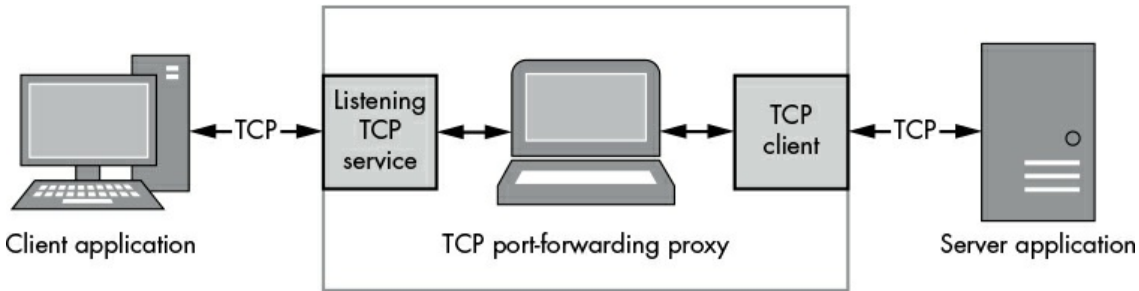 TCP
Listening
TCP
service
TCP
client
TCP
Client application
TCP port-forwarding proxy
Server application